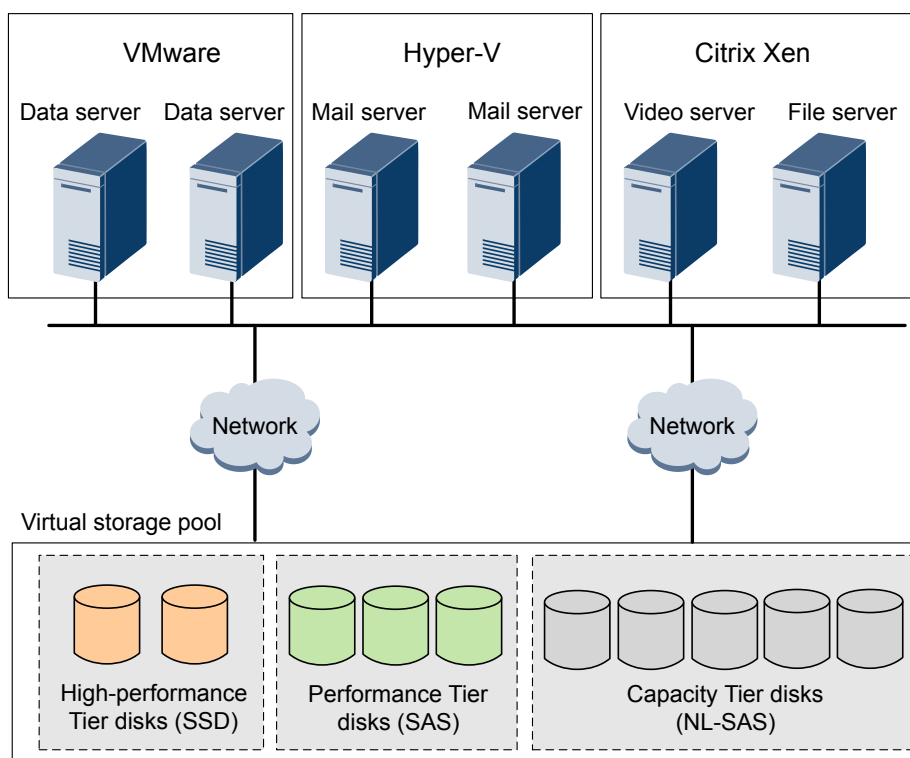 VMware
Hyper-V
Citrix Xen
Data server
Data server
Mail server
Mail server
Video server
File server
Network
Network
Virtual storage pool
High-performance
Tier disks (SSD)
Performance Tier
disks (SAS)
Capacity Tier disks
(NL-SAS)